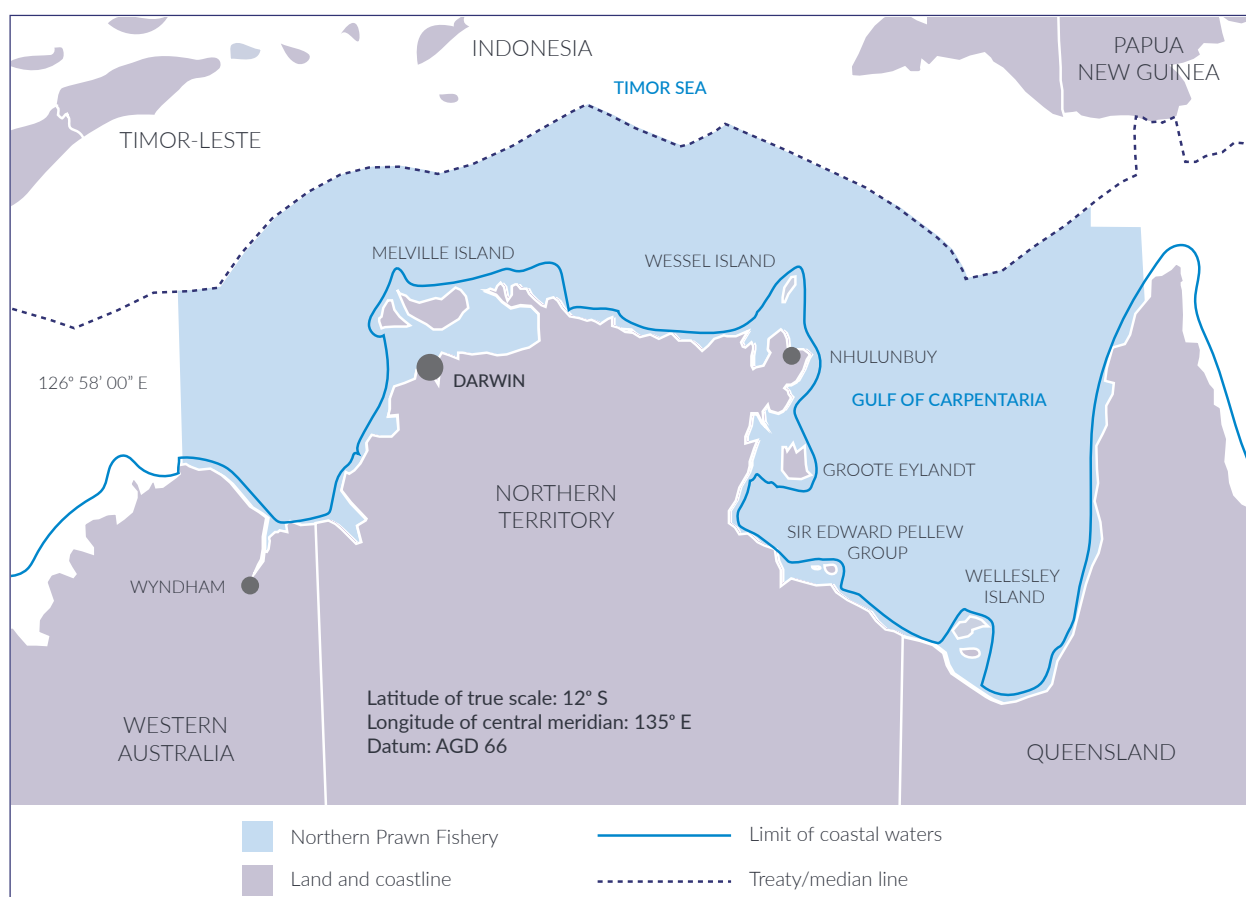 INDONESIA
PAPUA
NEW GUINEA
TIMOR SEA
TIMOR-LESTE
MELVILLE ISLAND
WESSEL ISLAND
NHULUNBUY
126° 58' 00" E
DARWIN
GULF OF CARPENTARIA
GROOTE EYLANDT
NORTHERN
TERRITORY
SIR EDWARD PELLEW
GROUP
WYNDHAM
WELLESLEY
ISLAND
Latitude of true scale: 12° S
Longitude of central meridian: 135° E
Datum: AGD 66
WESTERN
AUSTRALIA
QUEENSLAND
Northern Prawn Fishery
Limit of coastal waters
Land and coastline
Treaty/median line